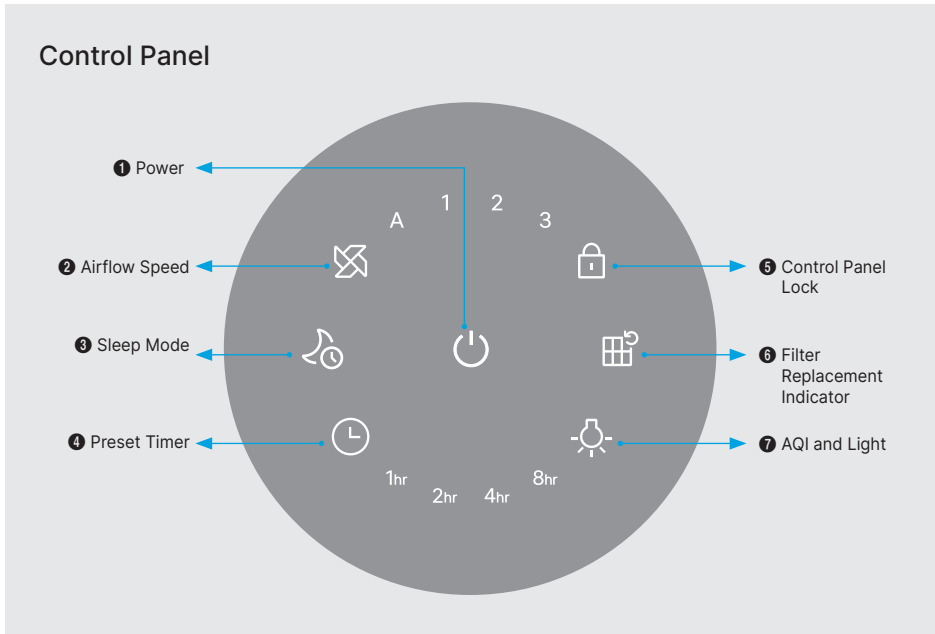 Control Panel
❶ Power
A 1 2 3
❷ Airflow Speed
❸ Sleep Mode
❹ Preset Timer
❺ Control Panel
Lock
❻ Filter
Replacement
Indicator
❼ AQI and Light
1hr 2hr 4hr 8hr